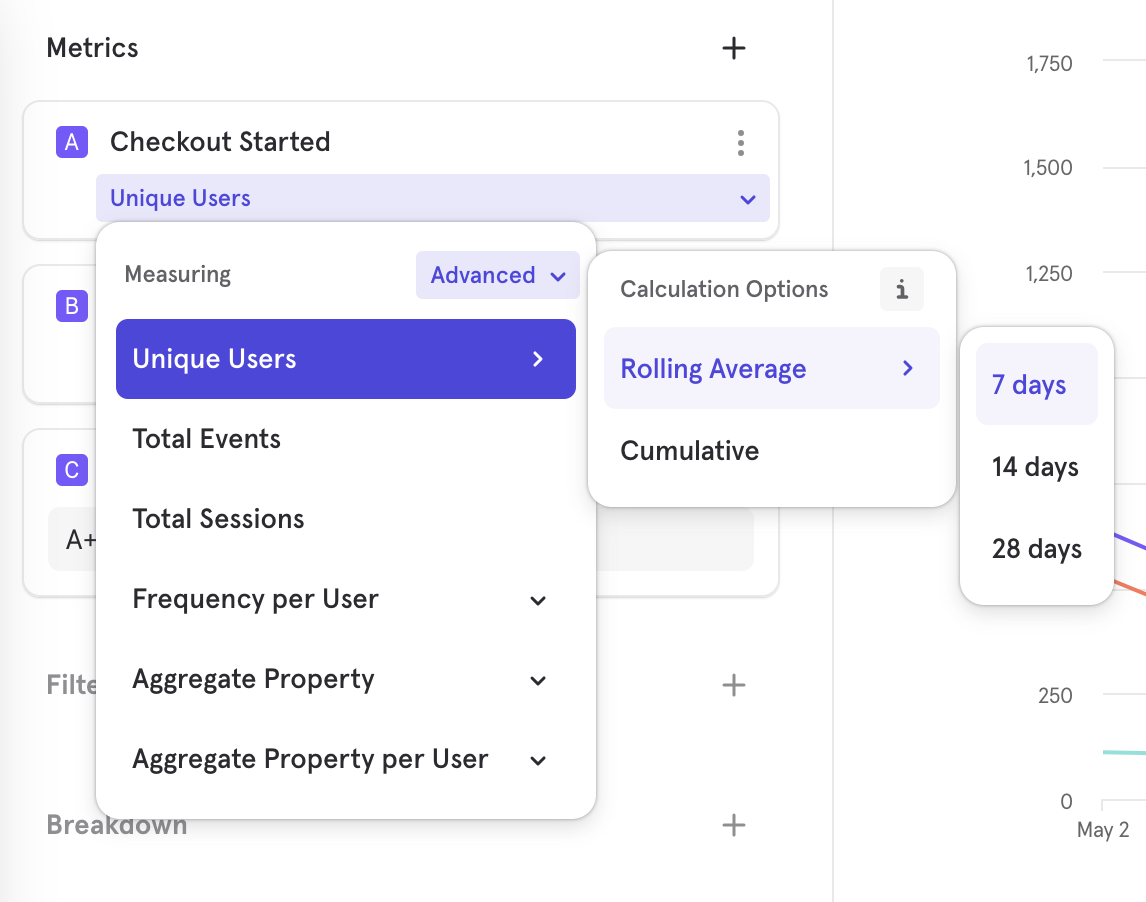 Metrics
A
Checkout Started
Unique Users
Measuring
Advanced
Unique Users
Total Events
Total Sessions
Frequency per User
Aggregate Property
Aggregate Property per User
Calculation Options
i
Rolling Average
Cumulative
7 days
14 days
28 days
B
C
A+
Filte
Breakdown
1,750
1,500
1,250
250
0
May 2